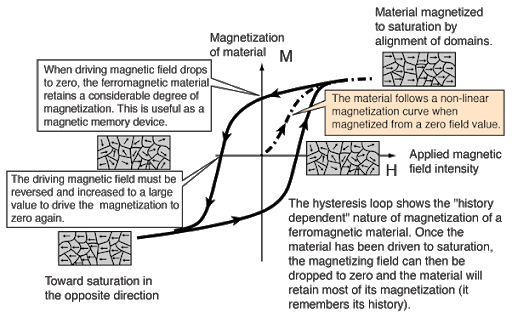 Material magnetized
to saturation by
alignment of domains.
Magnetization
of material
M
When driving magnetic field drops
to zero, the ferromagnetic material
retains a considerable degree of
magnetization. This is useful as a
magnetic memory device.
The material follows a non-linear
magnetization curve when
magnetized from a zero field value.
The driving magnetic field must be
reversed and increased to a large
value to drive the magnetization to
zero again.
Applied magnetic
H field intensity
The hysteresis loop shows the "history
dependent" nature of magnetization of a
ferromagnetic material. Once the
material has been driven to saturation,
the magnetizing field can then be
dropped to zero and the material will
retain most of its magnetization (it
remembers its history).
Toward saturation in
the opposite direction